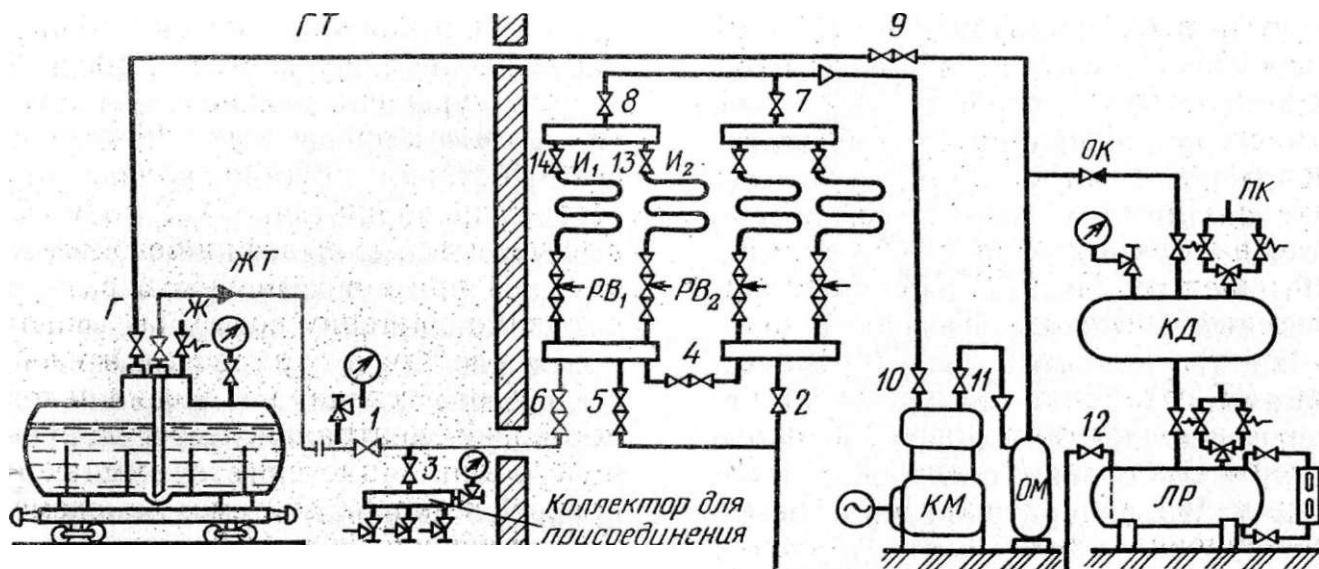 ГТ
9
8
7
14 И₁ 13 И₂
ОК
ПК
ЖТ
Г
Ж
РВ₁
РВ₂
КД
4
10
11
6
5
2
1
12
3
КМ
ОМ
ЛР
Коллектор для
присоединения